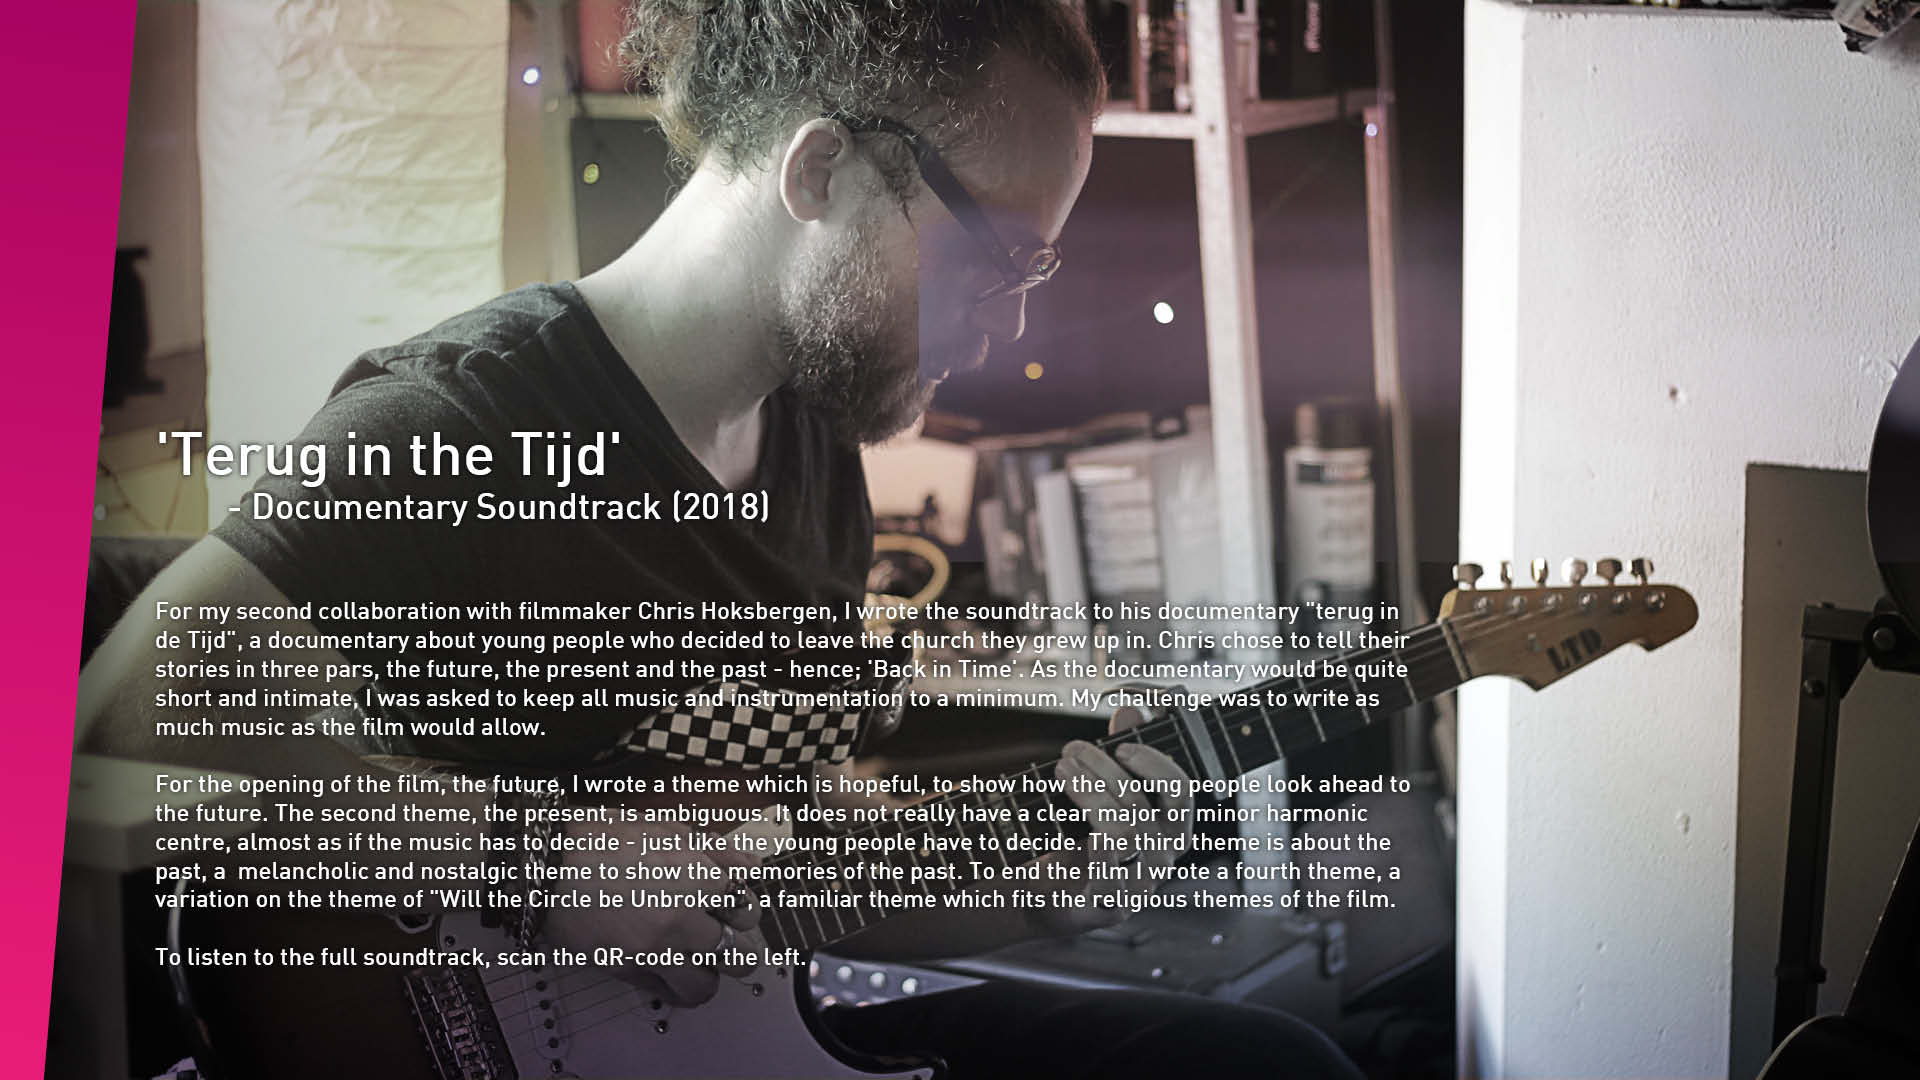 'Terug in the Tijd'
- Documentary Soundtrack (2018)
For my second collaboration with filmmaker Chris Hoksbergen, I wrote the soundtrack to his documentary "terug in
de Tijd", a documentary about young people who decided to leave the church they grew up in. Chris chose to tell their
stories in three pars, the future, the present and the past - hence; 'Back in Time'. As the documentary would be quite
short and intimate, I was asked to keep all music and instrumentation to a minimum. My challenge was to write as
much music as the film would allow.
For the opening of the film, the future, I wrote a theme which is hopeful, to show how the  young people look ahead to
the future. The second theme, the present, is ambiguous. It does not really have a clear major or minor harmonic
centre, almost as if the music has to decide - just like the young people have to decide. The third theme is about the
past, a  melancholic and nostalgic theme to show the memories of the past. To end the film I wrote a fourth theme, a
variation on the theme of "Will the Circle be Unbroken", a familiar theme which fits the religious themes of the film.
To listen to the full soundtrack, scan the QR-code on the left.
LTD